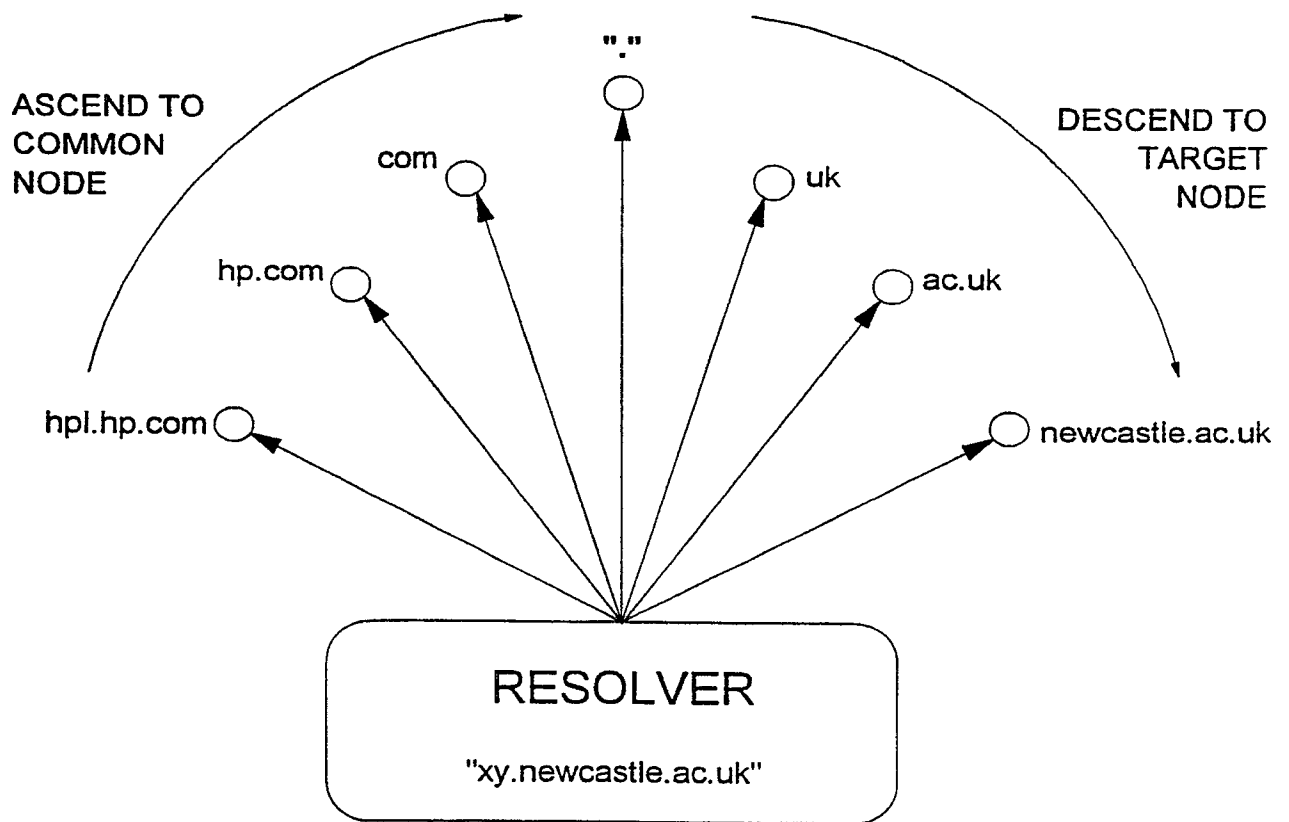 "."
ASCEND TO
COMMON
NODE
DESCEND TO
TARGET
NODE
com
uk
hp.com
ac.uk
hpl.hp.com
newcastle.ac.uk
RESOLVER
"xy.newcastle.ac.uk"